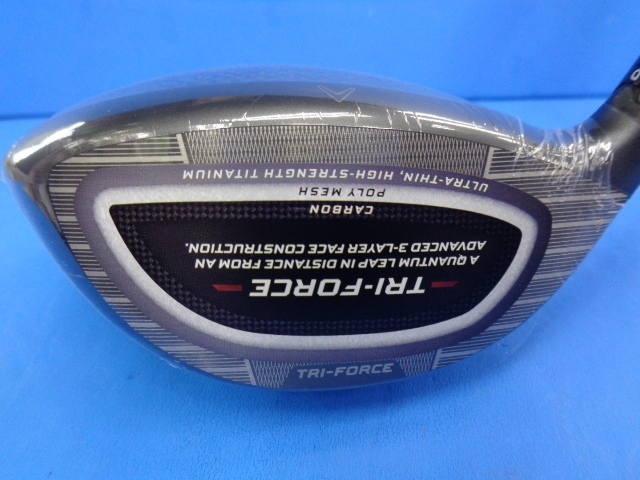 TRI-FORCE
A QUANTUM LEAP IN DISTANCE FROM AN
ADVANCED 3-LAYER FACE CONSTRUCTION.
CARBON
POLY MESH
ULTRA-THIN, HIGH-STRENGTH TITANIUM
TRI-FORCE